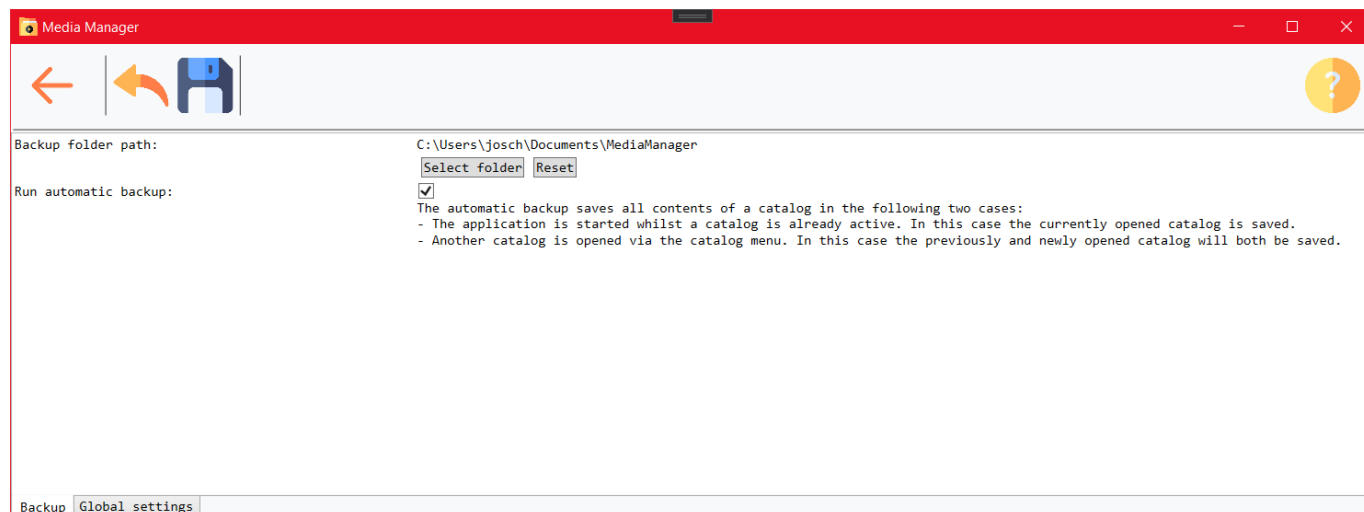 Media Manager
?
Backup folder path: C:\Users\josch\Documents\MediaManager
Select folder Reset
Run automatic backup:
The automatic backup saves all contents of a catalog in the following two cases:
- The application is started whilst a catalog is already active. In this case the currently opened catalog is saved.
- Another catalog is opened via the catalog menu. In this case the previously and newly opened catalog will both be saved.
Backup Global settings